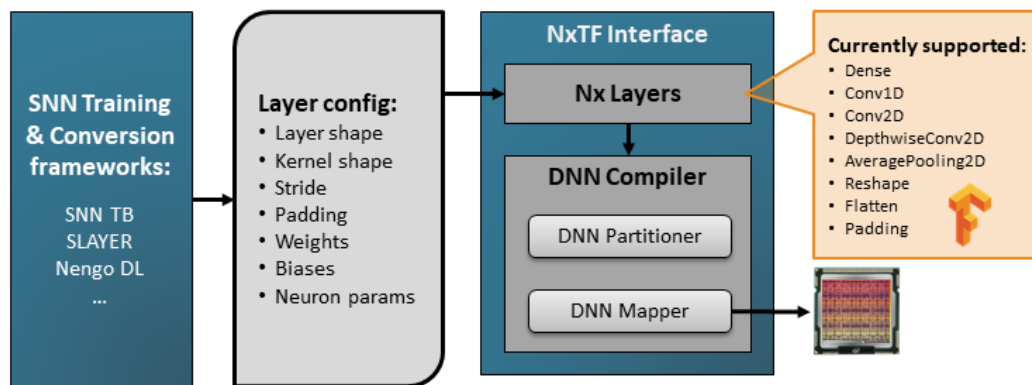 SNN Training
& Conversion
frameworks:
SNN TB
SLAYER
Nengo DL
...
Layer config:
• Layer shape
• Kernel shape
• Stride
• Padding
• Weights
• Biases
• Neuron params
NxTF Interface
Nx Layers
DNN Compiler
DNN Partitioner
DNN Mapper
Currently supported:
• Dense
• Conv1D
• Conv2D
• DepthwiseConv2D
• AveragePooling2D
• Reshape
• Flatten
• Padding